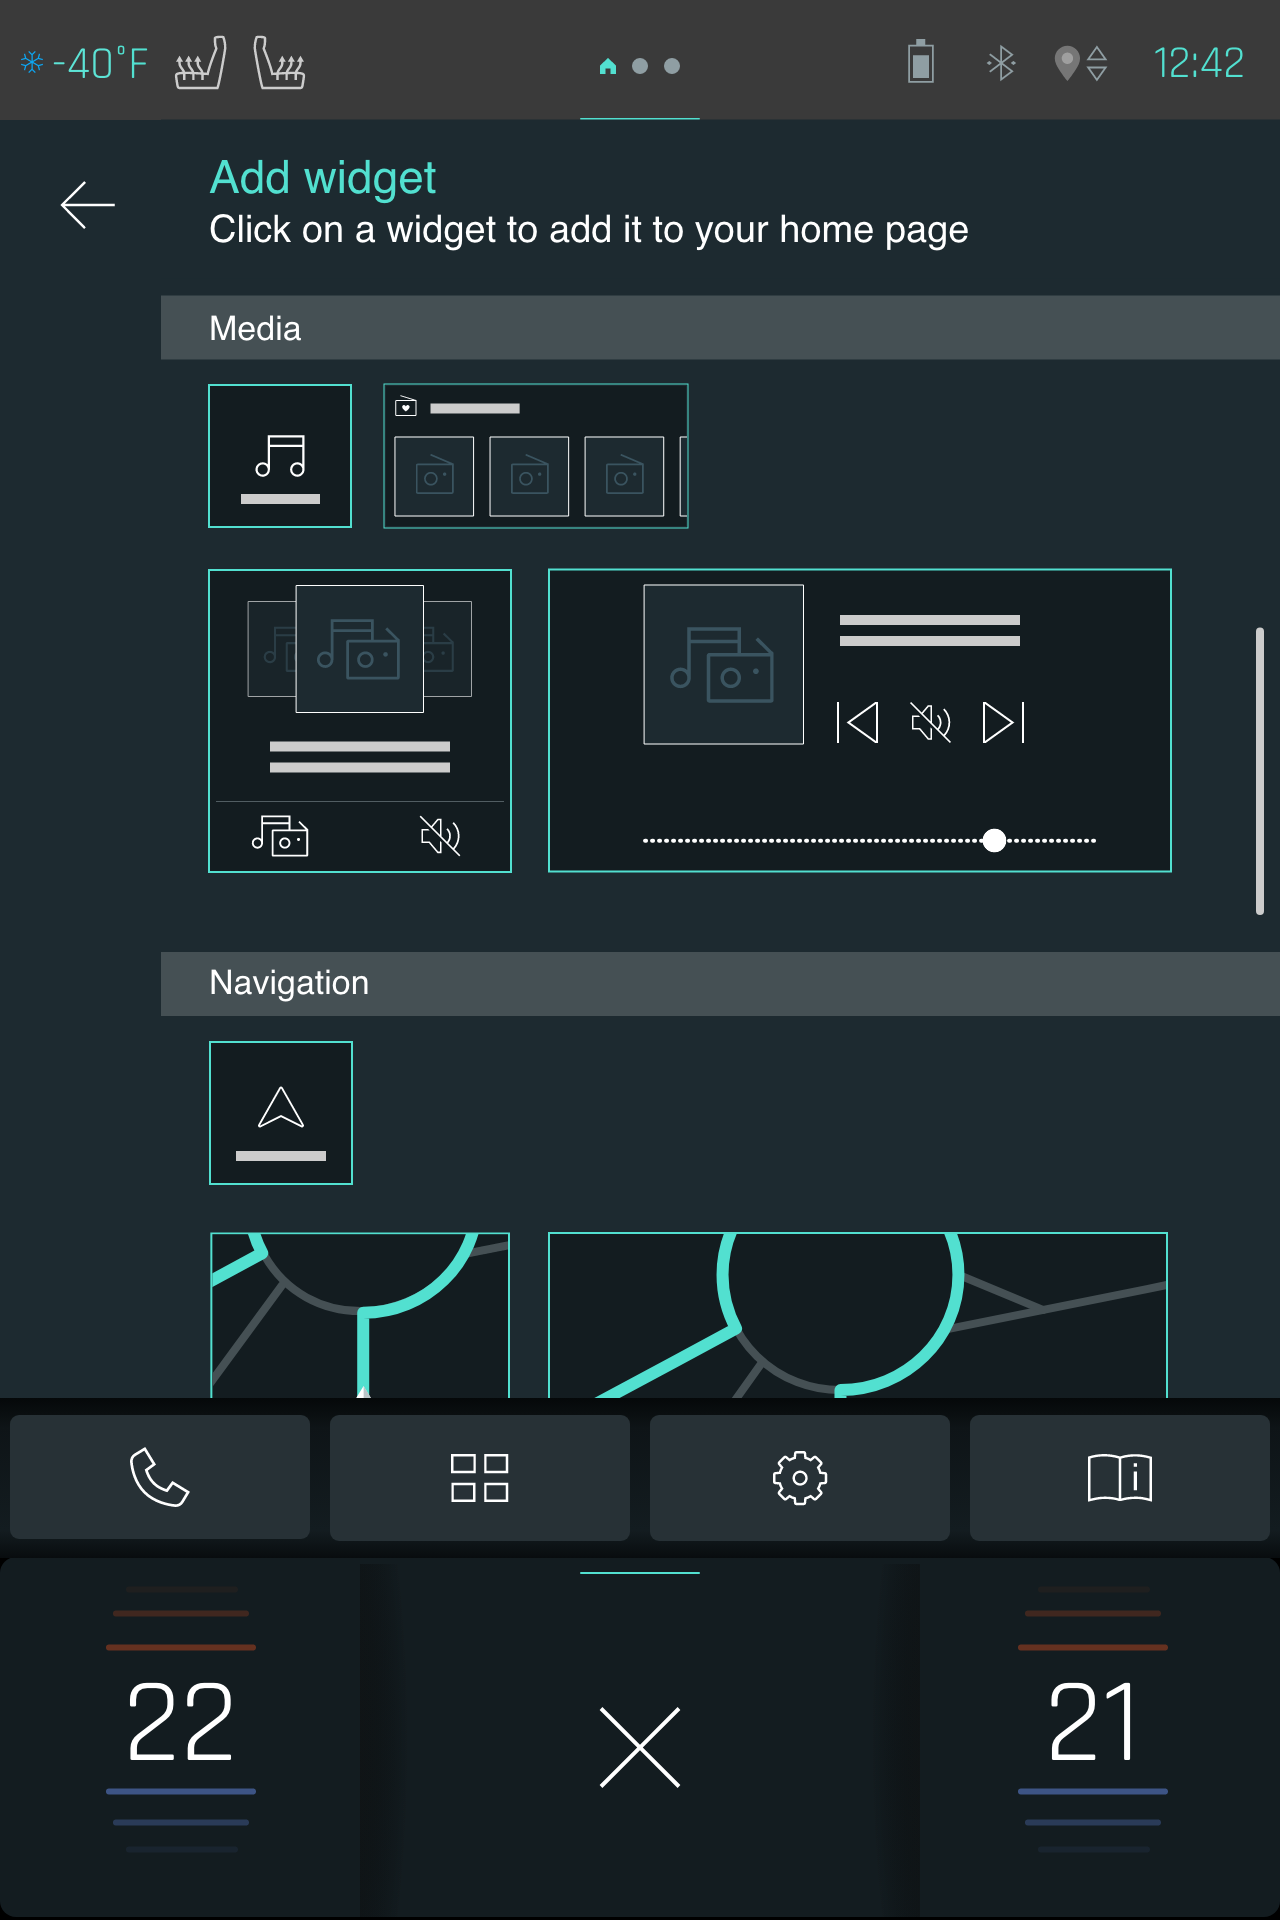 -40°F
12:42
Add widget
Click on a widget to add it to your home page
Media
Navigation
i
22
21